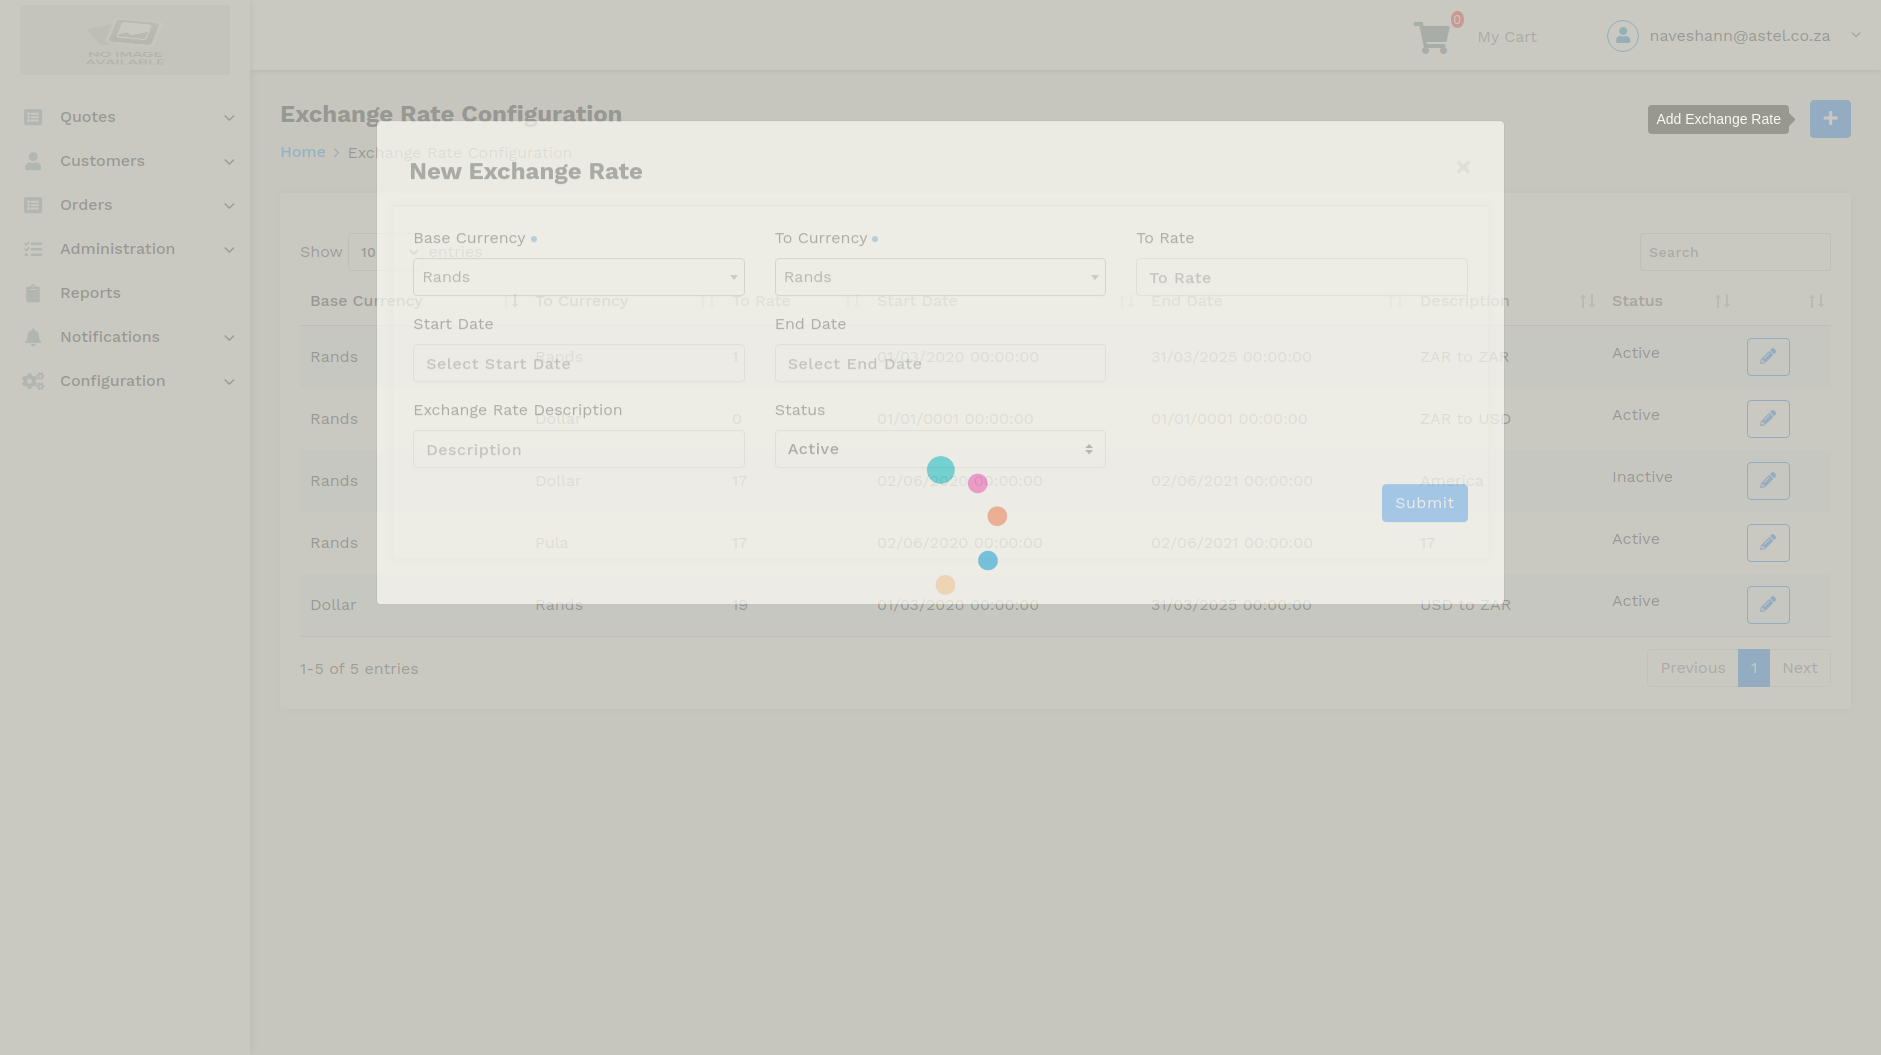 NO IMAGE
AVAILABLE
0
My Cart
naveshann@astel.co.za
Quotes
Customers
Orders
Administration
Reports
Notifications
Configuration
Exchange Rate Configuration
Add Exchange Rate
Home > Exchange Rate Configuration
New Exchange Rate
×
Base Currency
To Currency
To Rate
Rands
Rands
To Rate
Start Date
End Date
Select Start Date
Select End Date
Exchange Rate Description
Status
Description
Active
Submit
Show 10 entries
Search
Base Currency To Currency To Rate Start Date End Date Description Status
Rands Rands 1 01/03/2020 00:00:00 31/03/2025 00:00:00 ZAR to ZAR Active
Rands Dollar 0 01/01/0001 00:00:00 01/01/0001 00:00:00 ZAR to USD Active
Rands Dollar 17 02/06/2020 00:00:00 02/06/2021 00:00:00 America Inactive
Rands Pula 17 02/06/2020 00:00:00 02/06/2021 00:00:00 17 Active
Dollar Rands 19 01/03/2020 00:00:00 31/03/2025 00:00:00 USD to ZAR Active
1-5 of 5 entries
Previous 1 Next